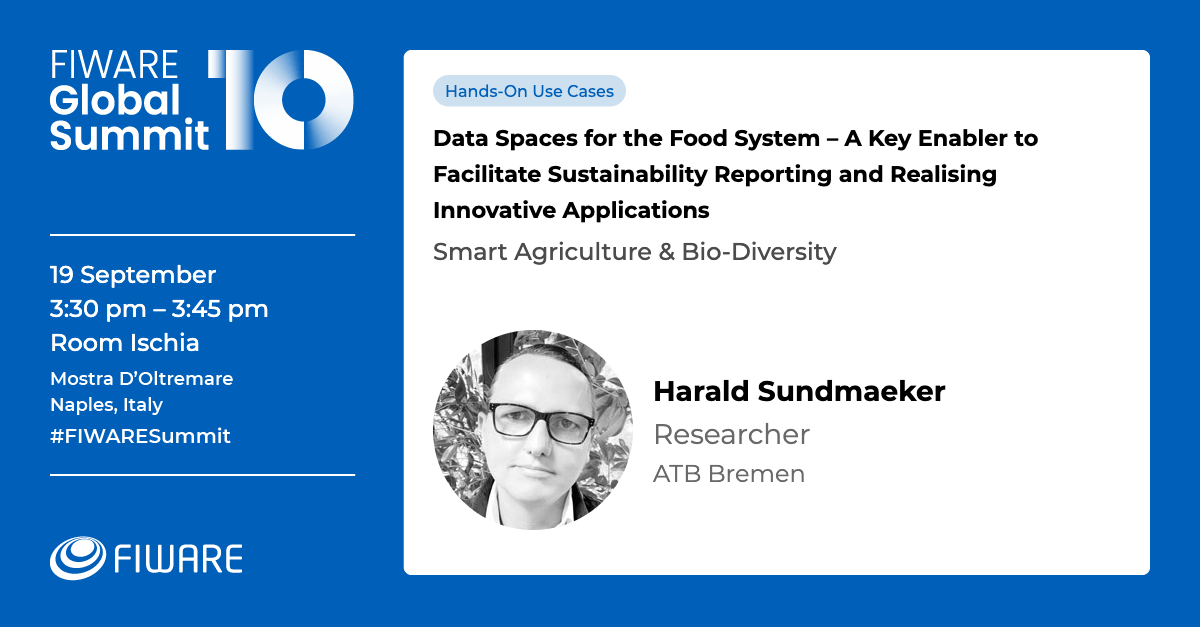 FIWARE
Global
Summit 10
19 September
3:30 pm – 3:45 pm
Room Ischia
Mostra D’Oltremare
Naples, Italy
#FIWARESummit
FIWARE
Hands-On Use Cases
Data Spaces for the Food System – A Key Enabler to
Facilitate Sustainability Reporting and Realising
Innovative Applications
Smart Agriculture & Bio-Diversity
Harald Sundmaeker
Researcher
ATB Bremen